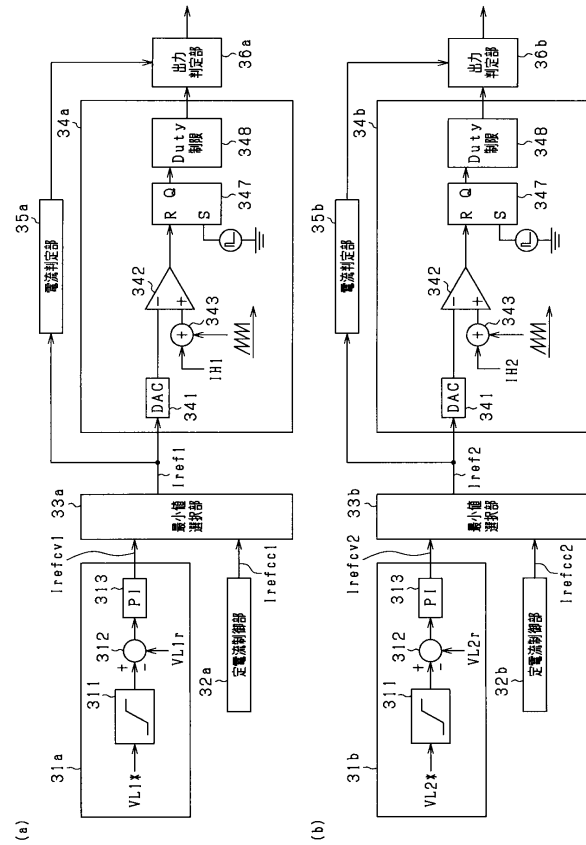 (a)
31a
VL1*
311
312
+
-
VL1r
313
PI
Irefcv1
32a
定電流制御部
Irefcc1
33a
最小値
選択部
Iref1
35a
電流判定部
34a
DAC
341
IH1
343
+
342
-
+
R
Q
S
347
Duty
制限
348
出力
判定部
36a
(b)
31b
VL2*
311
312
+
-
VL2r
313
PI
Irefcv2
32b
定電流制御部
Irefcc2
33b
最小値
選択部
Iref2
35b
電流判定部
34b
DAC
341
IH2
343
+
342
-
+
R
Q
S
347
Duty
制限
348
出力
判定部
36b